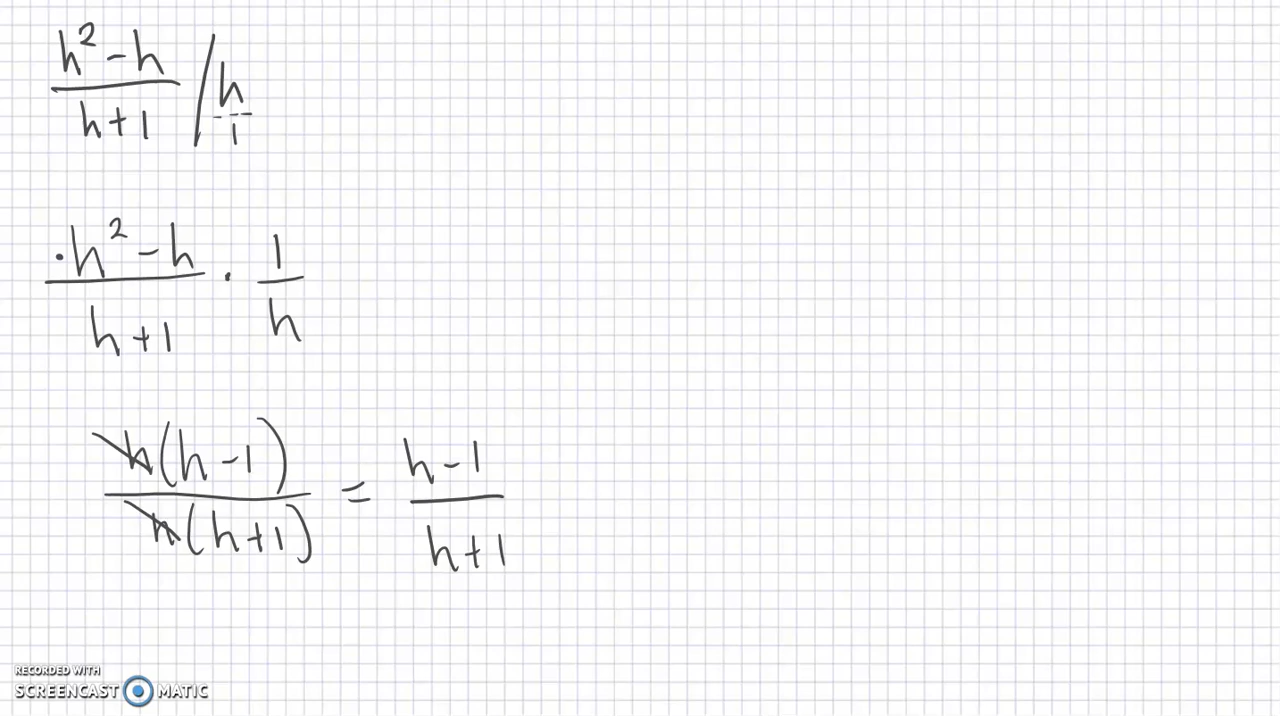 h² - h / h
h + 1 1
· h² - h · 1
h + 1 h
h(h - 1) = h - 1
h(h + 1) h + 1
RECORDED WITH
SCREENCAST MATIC